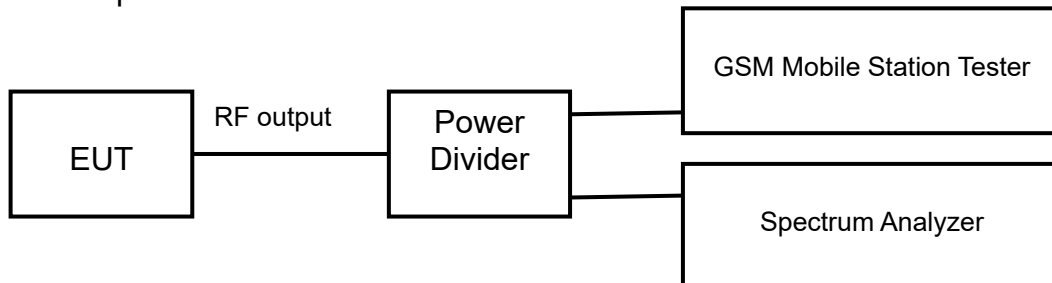 GSM Mobile Station Tester
RF output
EUT
Power
Divider
Spectrum Analyzer